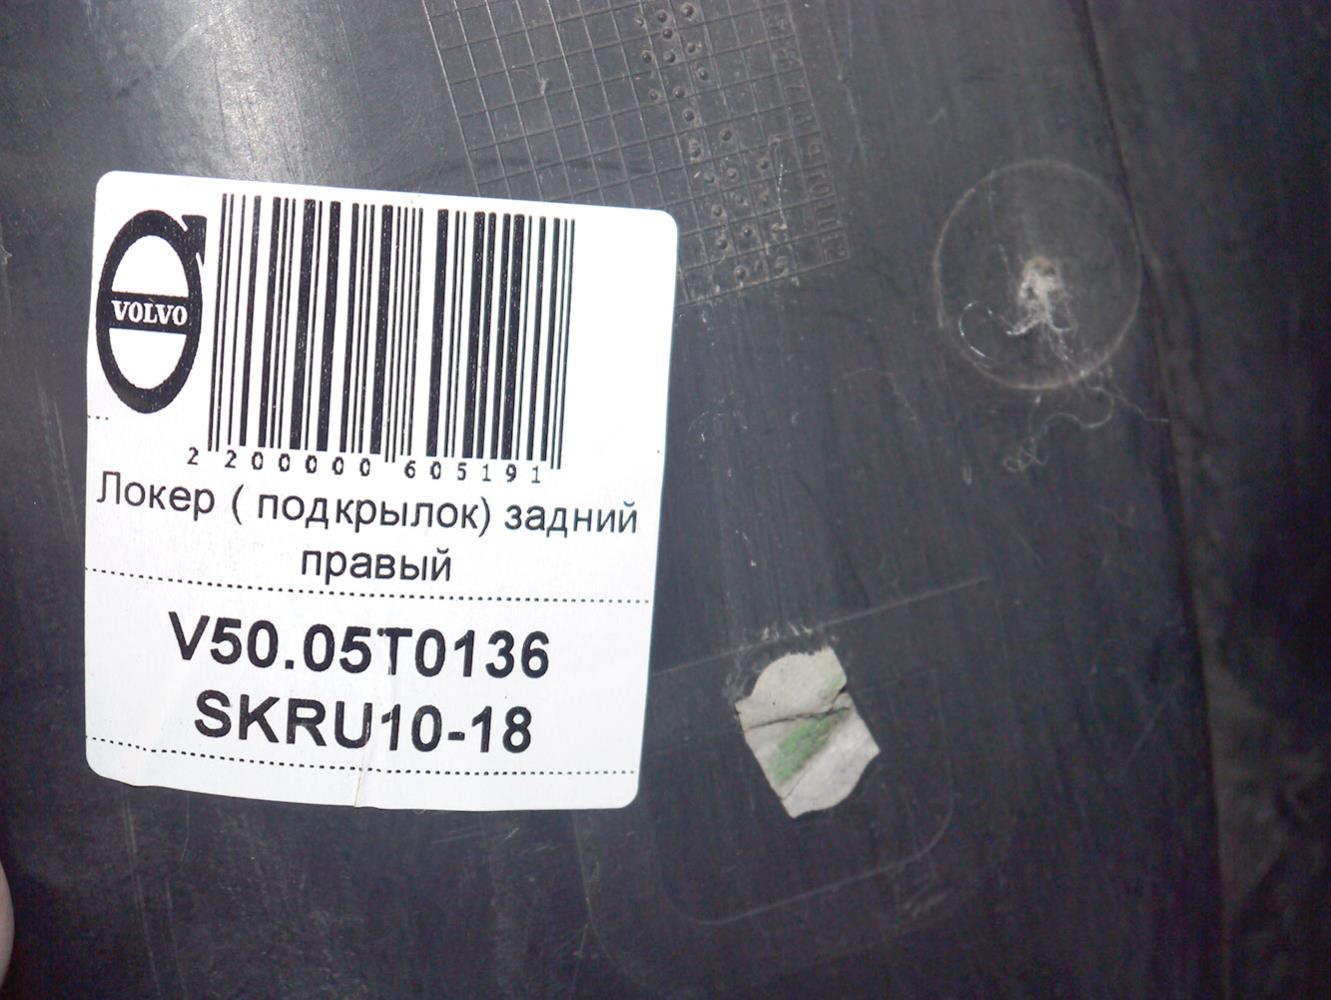 VOLVO
2 200000 605191
Локер ( подкрылок) задний
правый
V50.05T0136
SKRU10-18